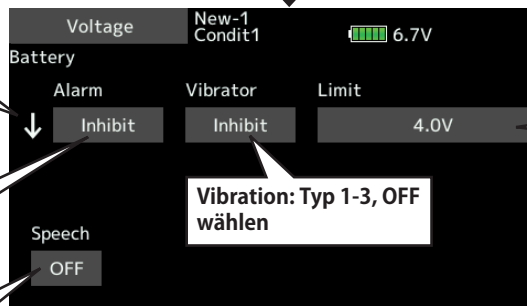 Voltage
New-1
Condit1
6.7V
Battery
Alarm Vibrator Limit
↓ Inhibit Inhibit 4.0V
Vibration: Typ 1-3, OFF
wählen
Speech
OFF